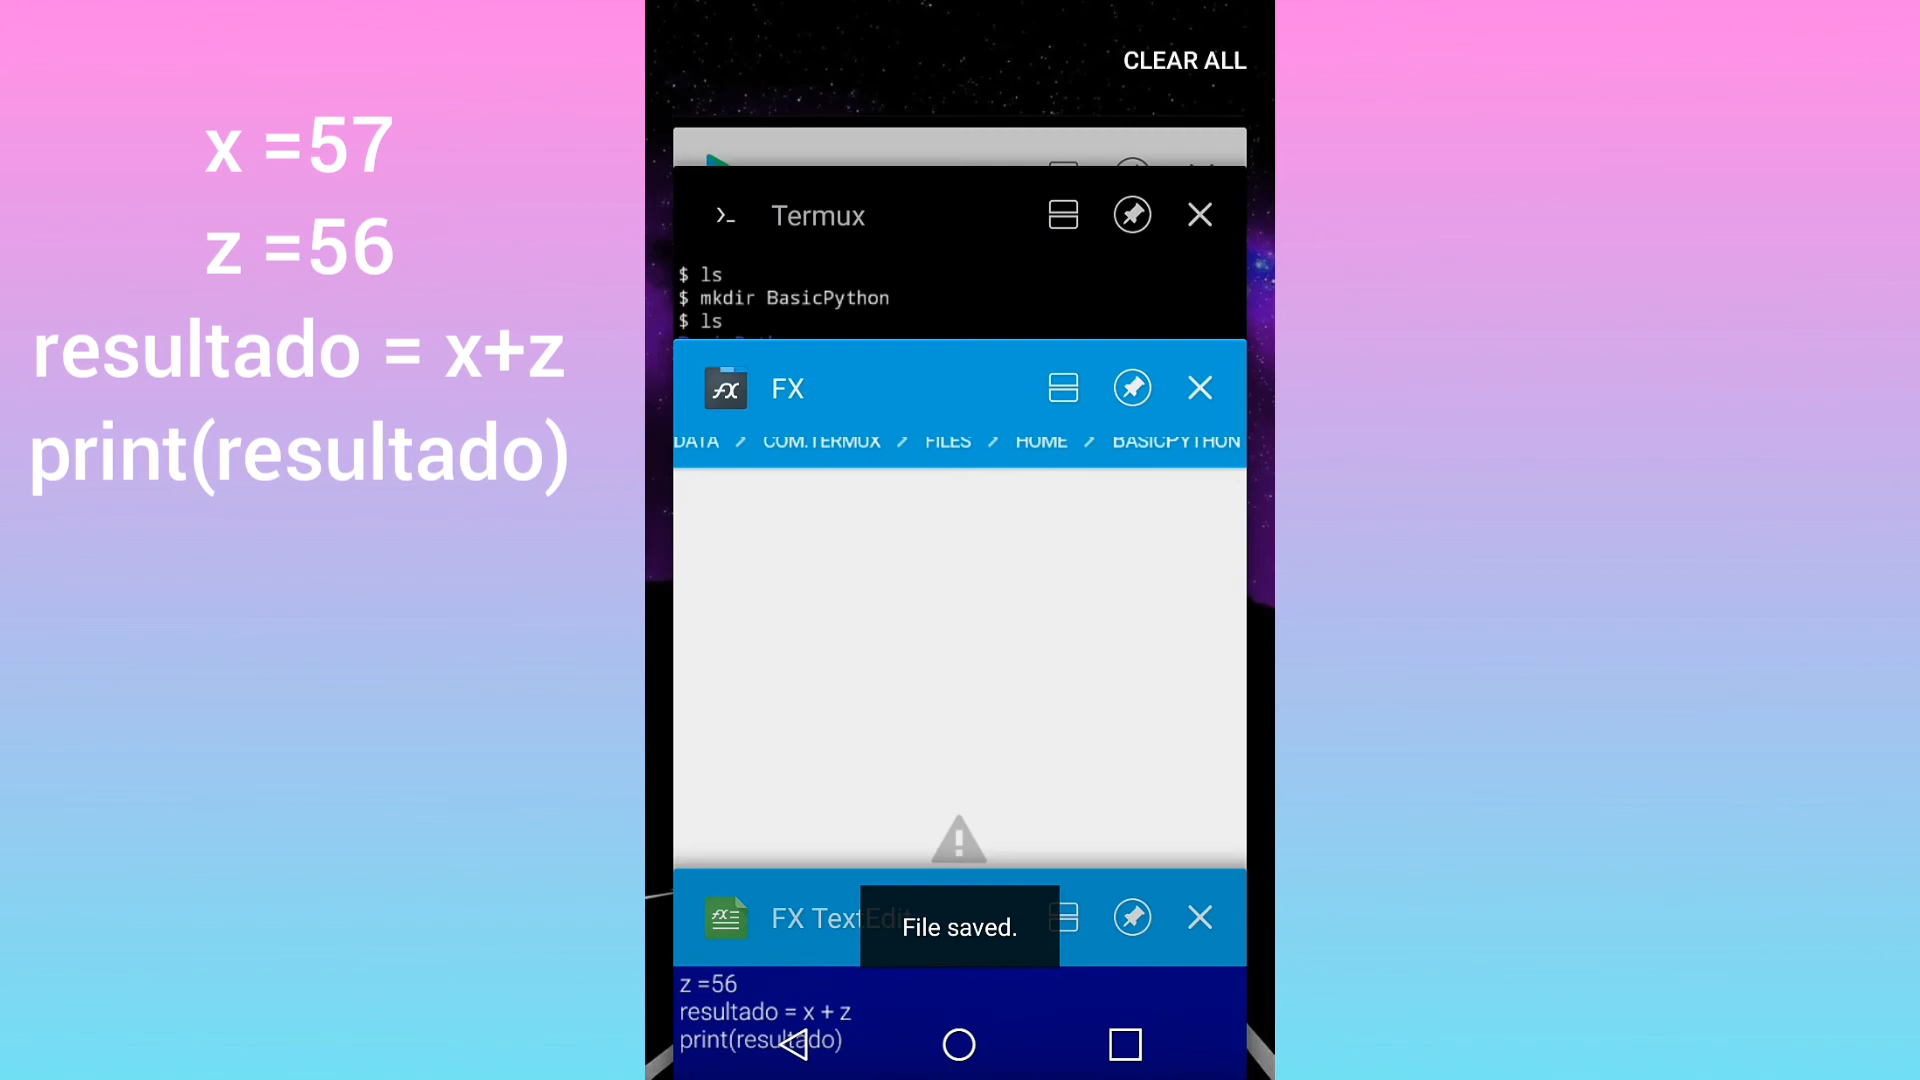 x =57
z =56
resultado = x+z
print(resultado)
CLEAR ALL
Termux
$ ls
$ mkdir BasicPython
$ ls
FX
DATA COM.TERMUX FILES HOME BASICPYTHON
FX TextEdit
File saved.
z =56
resultado = x + z
print(resultado)